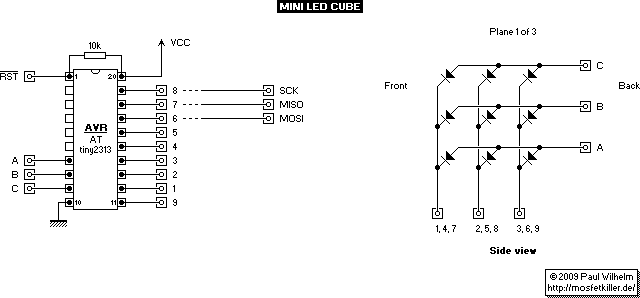 MINI LED CUBE
10k
VCC
RST
1
20
8
SCK
7
MISO
6
MOSI
AVR
AT
tiny2313
5
4
A
3
B
2
C
1
10
11
9
Plane 1 of 3
Front
Back
C
B
A
1, 4, 7
2, 5, 8
3, 6, 9
Side view
© 2009 Paul Wilhelm
http://mosfetkiller.de/